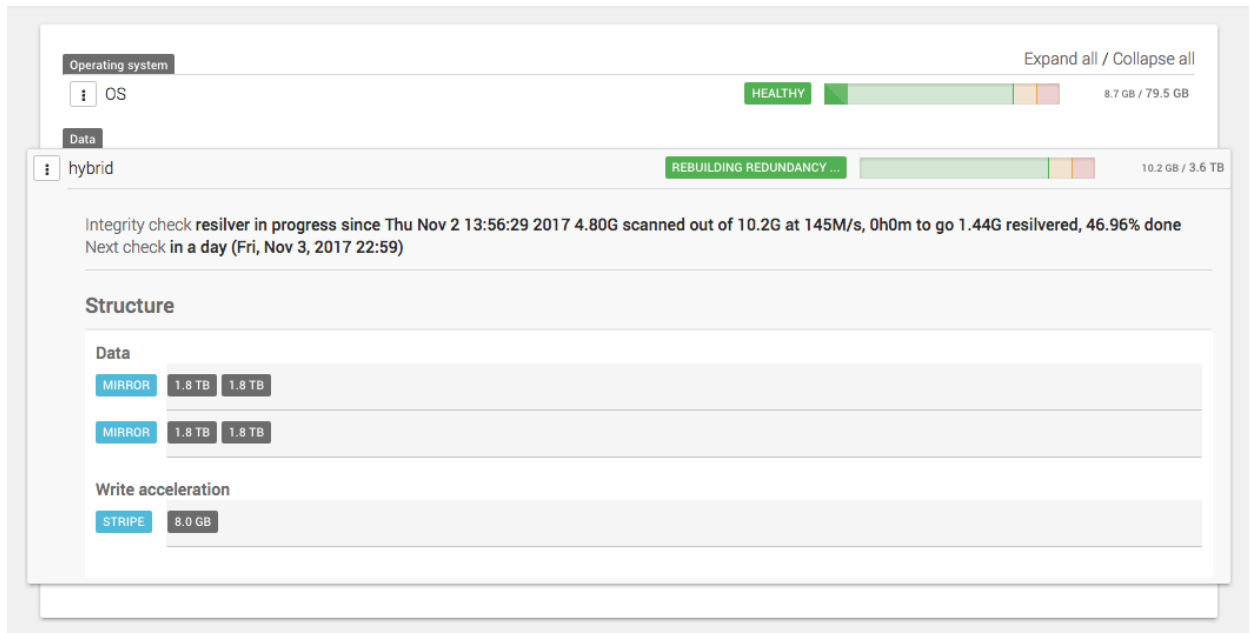 Operating system
Expand all / Collapse all
OS
HEALTHY
8.7 GB / 79.5 GB
Data
hybrid
REBUILDING REDUNDANCY ...
10.2 GB / 3.6 TB
Integrity check resilver in progress since Thu Nov 2 13:56:29 2017 4.80G scanned out of 10.2G at 145M/s, 0h0m to go 1.44G resilvered, 46.96% done
Next check in a day (Fri, Nov 3, 2017 22:59)
Structure
Data
MIRROR 1.8 TB 1.8 TB
MIRROR 1.8 TB 1.8 TB
Write acceleration
STRIPE 8.0 GB